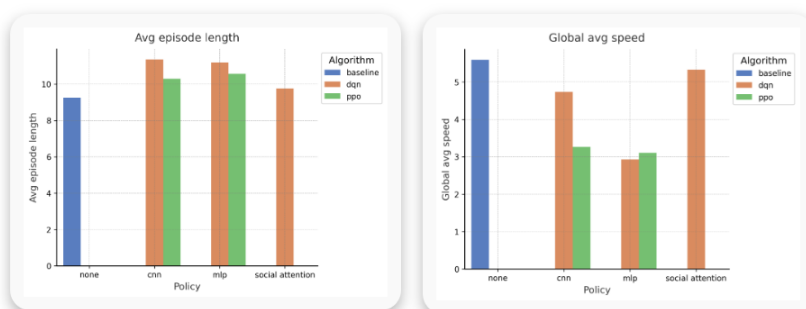 Avg episode length
Avg episode length
10
8
6
4
2
0
none cnn mlp social attention
Policy
Algorithm
baseline
dqn
ppo
Global avg speed
Global avg speed
5
4
3
2
1
0
none cnn mlp social attention
Policy
Algorithm
baseline
dqn
ppo